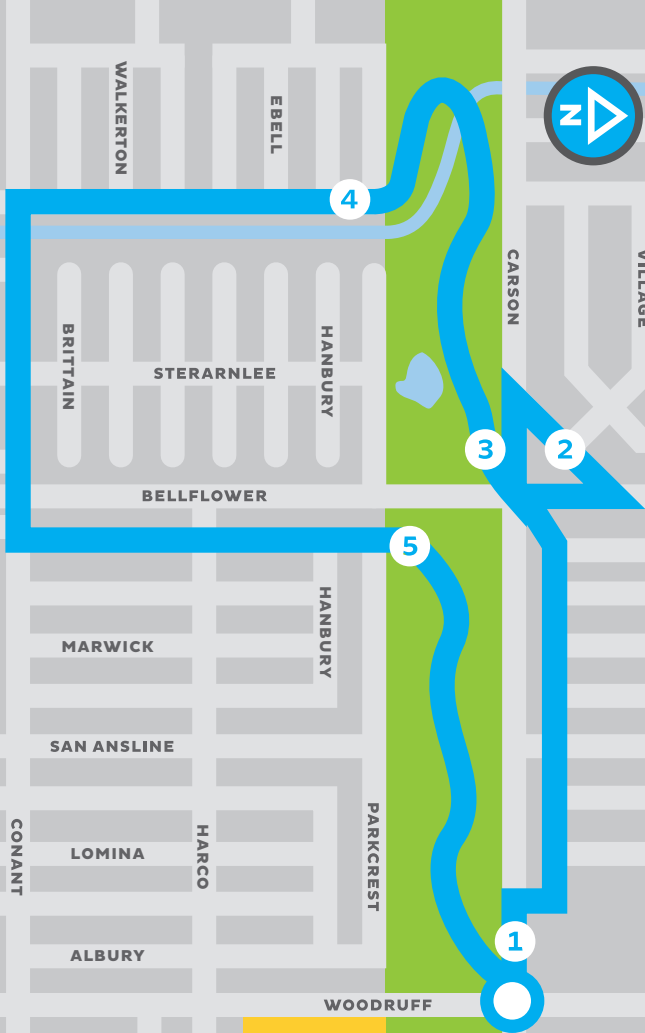 WALKERTON
EBELL
N
4
CARSON
VILLAGE
BRITTAIN
STERARNLEE
HANBURY
3
2
BELLFLOWER
5
HANBURY
MARWICK
SAN ANSLINE
CONANT
LOMINA
HARCO
PARKCREST
ALBURY
1
WOODRUFF